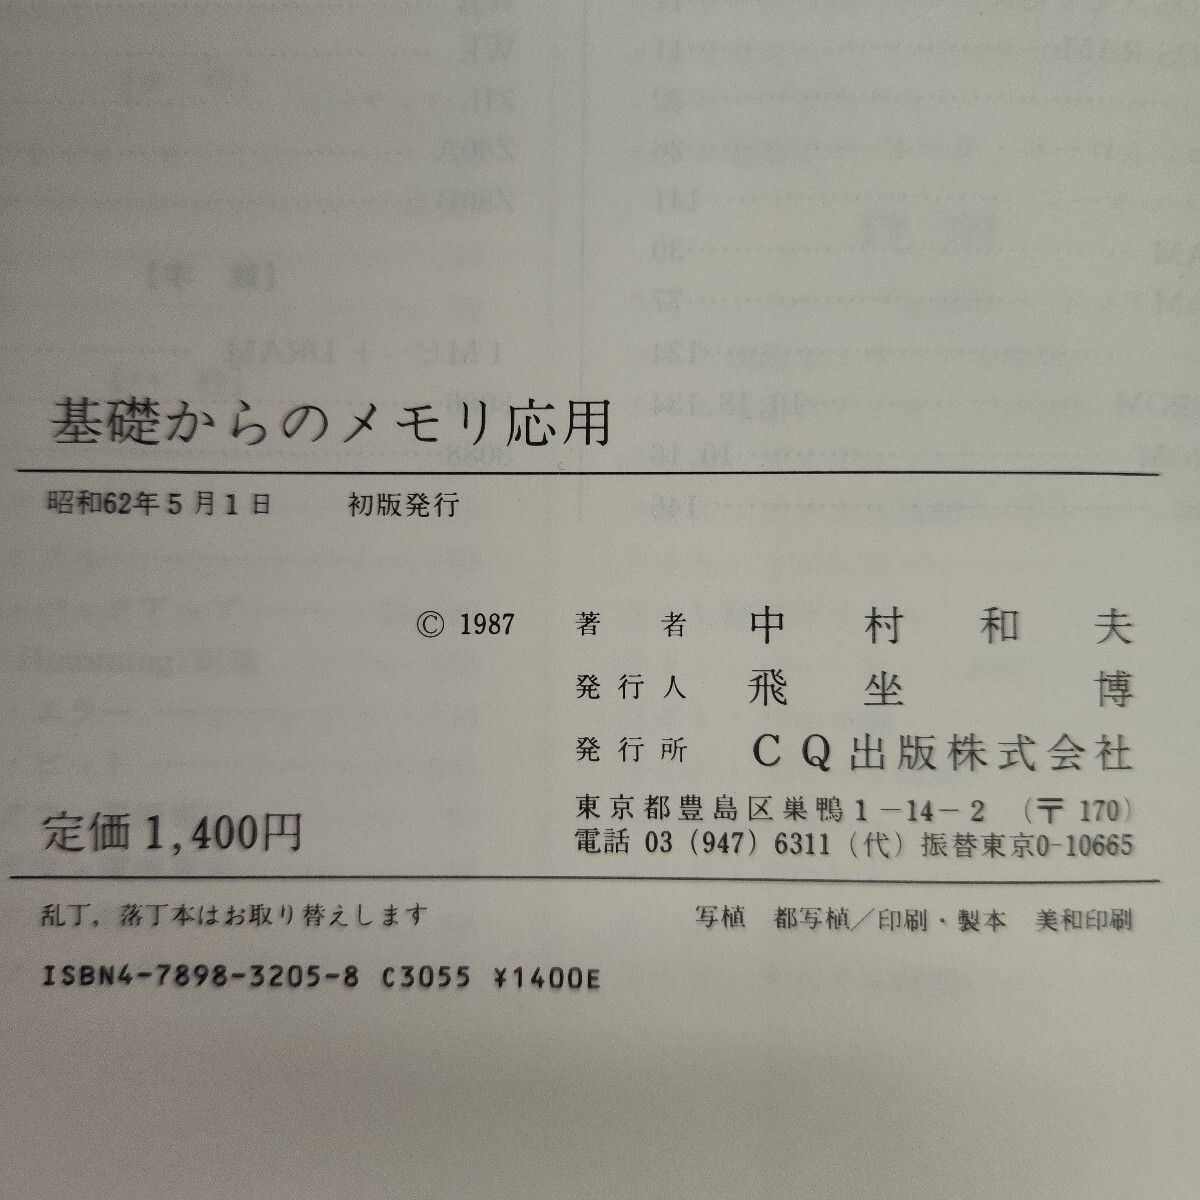 基礎からのメモリ応用
昭和62年5月1日 初版発行
© 1987 著者 中村和夫
発行人 飛坐博
発行所 CQ出版株式会社
東京都豊島区巣鴨1-14-2 (〒170)
定価1,400円
電話 03 (947) 6311 (代) 振替東京0-10665
乱丁，落丁本はお取り替えします
写植 都写植／印刷・製本 美和印刷
ISBN4-7898-3205-8 C3055 ¥1400E